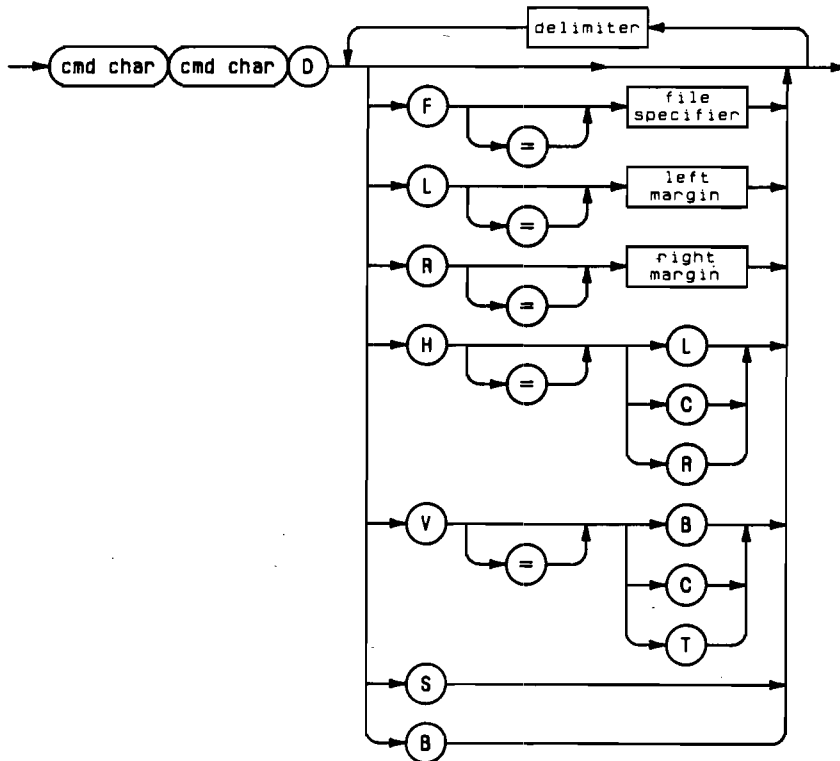 delimiter
cmd char cmd char D
F = file specifier
L = left margin
R = right margin
H = L
C
R
V = B
C
T
S
B